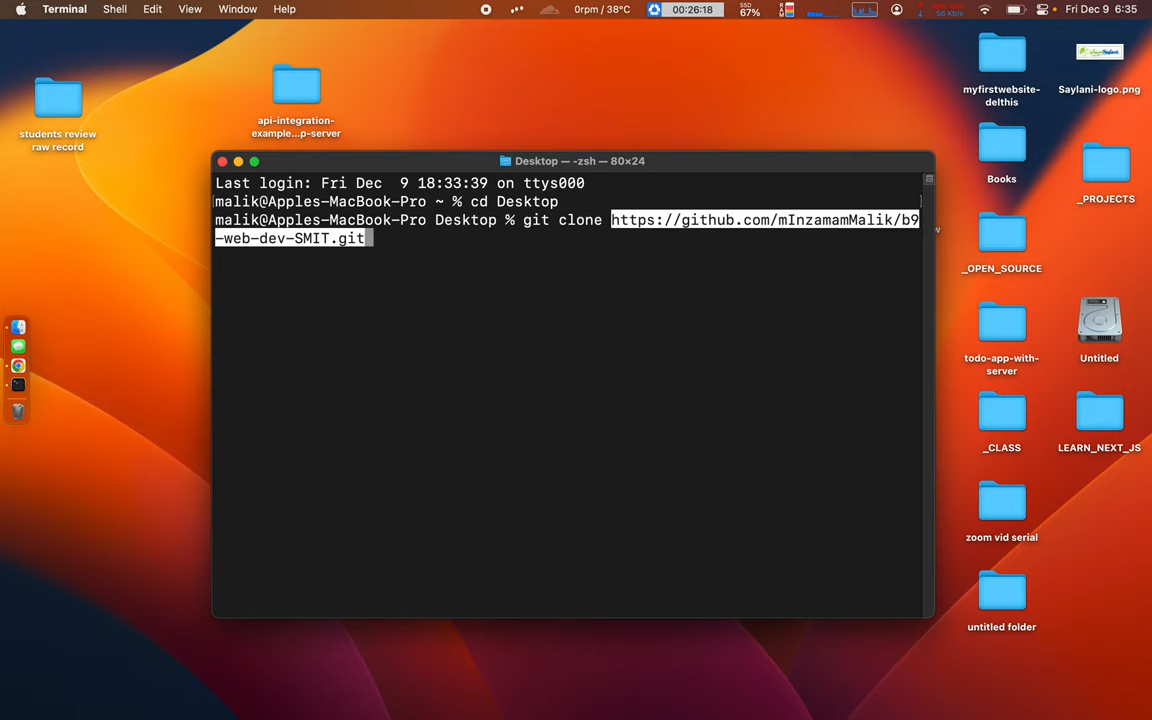 Terminal Shell Edit View Window Help 0rpm / 38°C 00:26:18 SSD 67% RAM 56 Kb/s Fri Dec 9 6:35
students review
raw record
api-integration-
example...p-server
myfirstwebsite-
delthis
Saylani-logo.png
Books
_PROJECTS
_OPEN_SOURCE
todo-app-with-
server
Untitled
_CLASS
LEARN_NEXT_JS
zoom vid serial
untitled folder
Desktop — -zsh — 80×24
Last login: Fri Dec 9 18:33:39 on ttys000
malik@Apples-MacBook-Pro ~ % cd Desktop
malik@Apples-MacBook-Pro Desktop % git clone https://github.com/mInzamamMalik/b9
-web-dev-SMIT.git